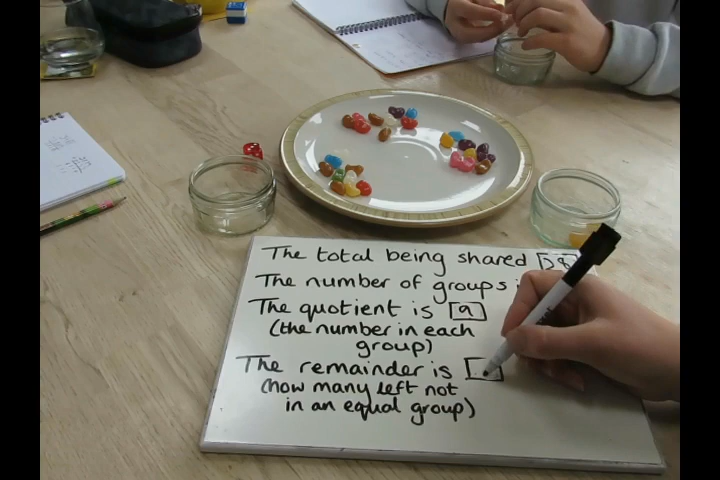 The total being shared 28
The number of groups
The quotient is 9
(the number in each
group)
The remainder is
(how many left not
in an equal group)